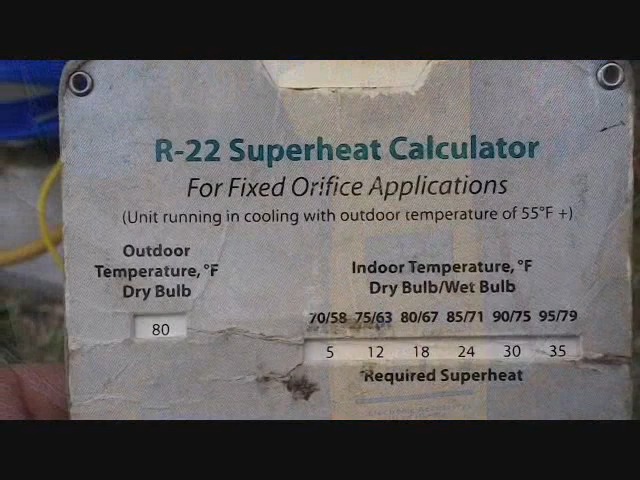 R-22 Superheat Calculator
For Fixed Orifice Applications
(Unit running in cooling with outdoor temperature of 55°F +)
Outdoor
Temperature, °F
Dry Bulb
80
Indoor Temperature, °F
Dry Bulb/Wet Bulb
70/58 75/63 80/67 85/71 90/75 95/79
5 12 18 24 30 35
Required Superheat